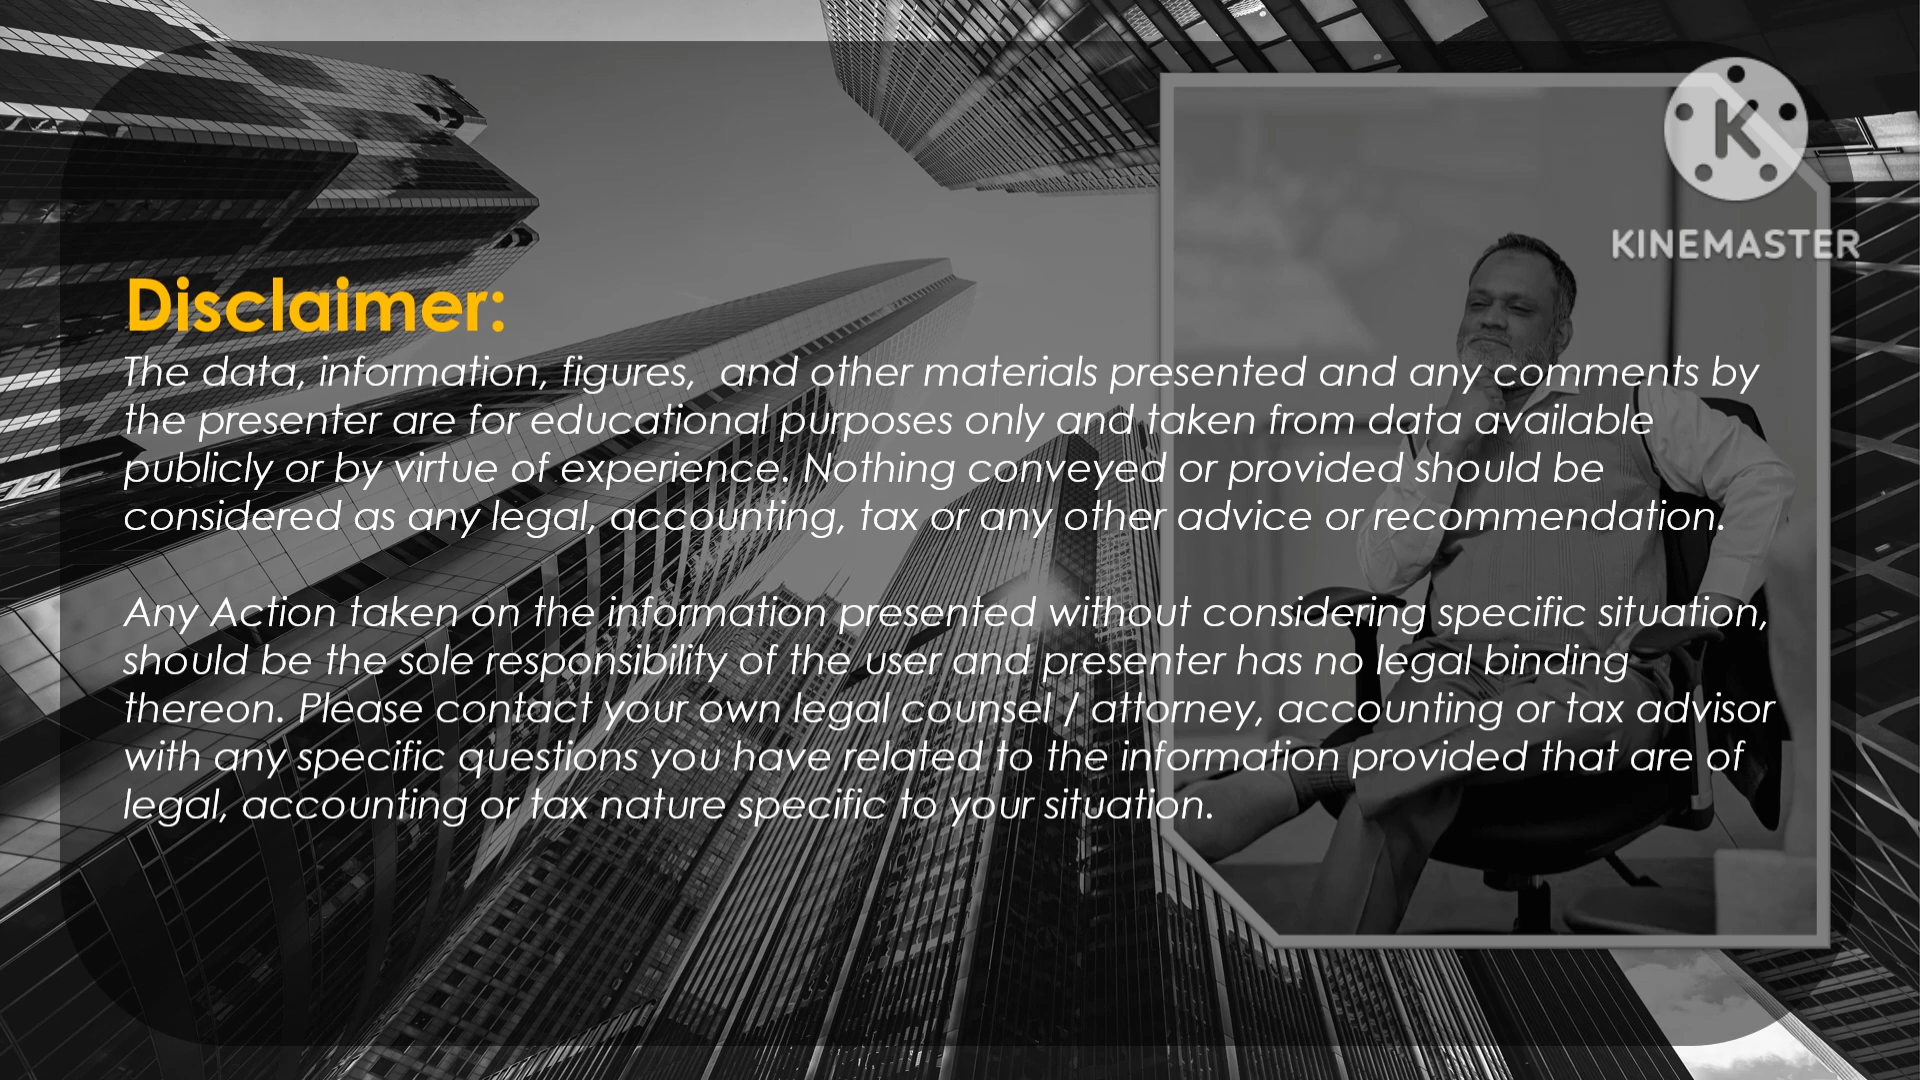 K
KINEMASTER
Disclaimer:
The data, information, figures,  and other materials presented and any comments by
the presenter are for educational purposes only and taken from data available
publicly or by virtue of experience. Nothing conveyed or provided should be
considered as any legal, accounting, tax or any other advice or recommendation.
Any Action taken on the information presented without considering specific situation,
should be the sole responsibility of the user and presenter has no legal binding
thereon. Please contact your own legal counsel / attorney, accounting or tax advisor
with any specific questions you have related to the information provided that are of
legal, accounting or tax nature specific to your situation.